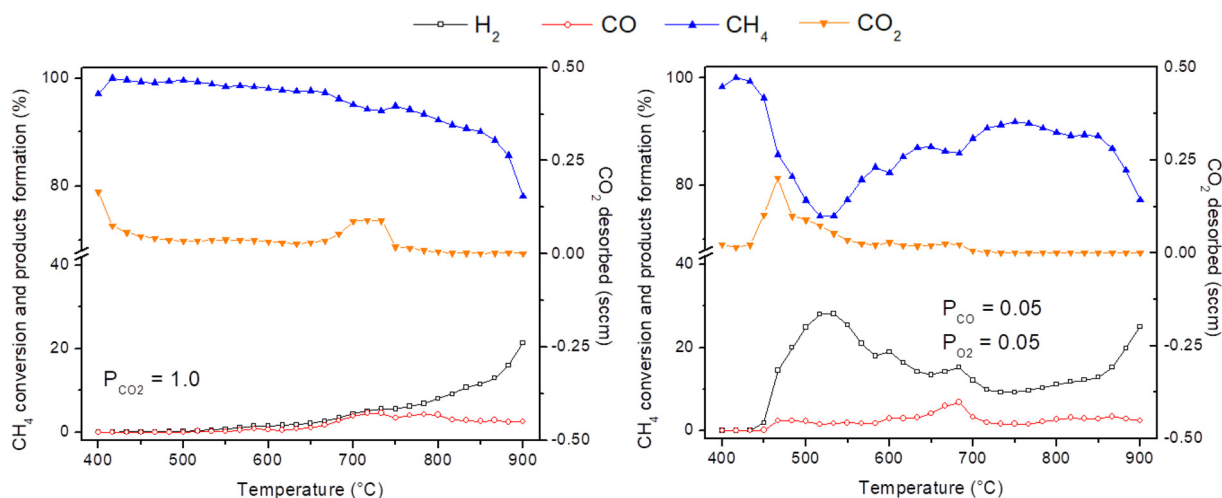 H₂ CO CH₄ CO₂
CH₄ conversion and products formation (%)
100
80
40
20
0
P_CO2 = 1.0
0.50
0.25
0.00
-0.25
-0.50
CO₂ desorbed (sccm)
400 500 600 700 800 900
Temperature (°C)
CH₄ conversion and products formation (%)
100
80
40
20
0
P_CO = 0.05
P_O2 = 0.05
0.50
0.25
0.00
-0.25
-0.50
CO₂ desorbed (sccm)
400 500 600 700 800 900
Temperature (°C)